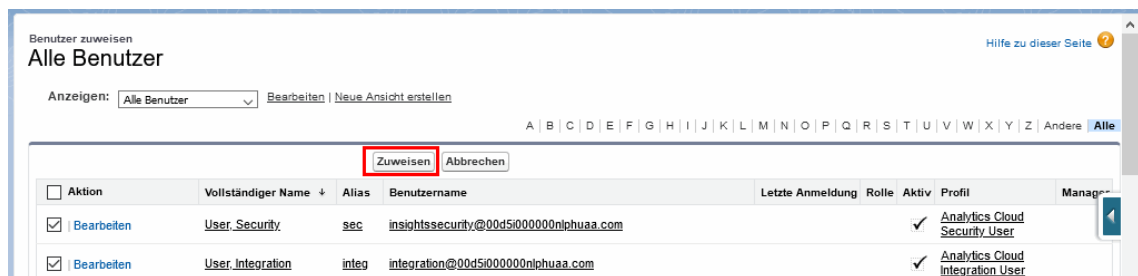 Benutzer zuweisen
Alle Benutzer
Hilfe zu dieser Seite ?
Anzeigen: Alle Benutzer Bearbeiten | Neue Ansicht erstellen
A | B | C | D | E | F | G | H | I | J | K | L | M | N | O | P | Q | R | S | T | U | V | W | X | Y | Z | Andere | Alle
Zuweisen Abbrechen
Aktion Vollständiger Name Alias Benutzername Letzte Anmeldung Rolle Aktiv Profil Manager
| Bearbeiten User, Security sec insightssecurity@00d5i000000nlphuaa.com Analytics Cloud
Security User
| Bearbeiten User, Integration integ integration@00d5i000000nlphuaa.com Analytics Cloud
Integration User